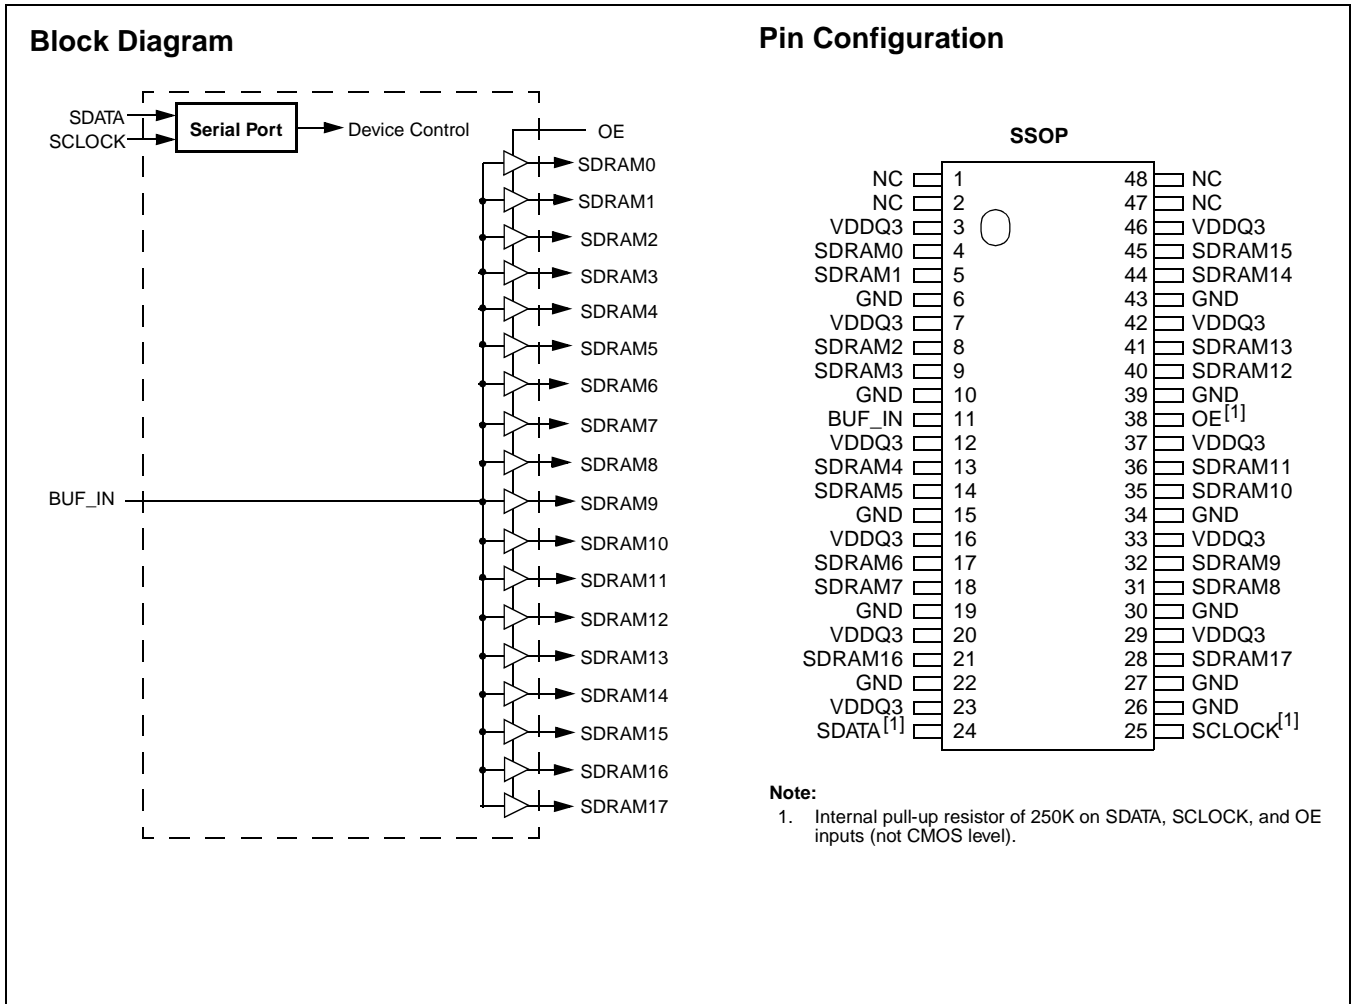 Block Diagram
SDATA
SCLOCK
Serial Port
Device Control
OE
SDRAM0
SDRAM1
SDRAM2
SDRAM3
SDRAM4
SDRAM5
SDRAM6
SDRAM7
SDRAM8
BUF_IN
SDRAM9
SDRAM10
SDRAM11
SDRAM12
SDRAM13
SDRAM14
SDRAM15
SDRAM16
SDRAM17
Pin Configuration
SSOP
NC 1 48 NC
NC 2 47 NC
VDDQ3 3 46 VDDQ3
SDRAM0 4 45 SDRAM15
SDRAM1 5 44 SDRAM14
GND 6 43 GND
VDDQ3 7 42 VDDQ3
SDRAM2 8 41 SDRAM13
SDRAM3 9 40 SDRAM12
GND 10 39 GND
BUF_IN 11 38 OE[1]
VDDQ3 12 37 VDDQ3
SDRAM4 13 36 SDRAM11
SDRAM5 14 35 SDRAM10
GND 15 34 GND
VDDQ3 16 33 VDDQ3
SDRAM6 17 32 SDRAM9
SDRAM7 18 31 SDRAM8
GND 19 30 GND
VDDQ3 20 29 VDDQ3
SDRAM16 21 28 SDRAM17
GND 22 27 GND
VDDQ3 23 26 GND
SDATA[1] 24 25 SCLOCK[1]
Note:
1. Internal pull-up resistor of 250K on SDATA, SCLOCK, and OE
inputs (not CMOS level).